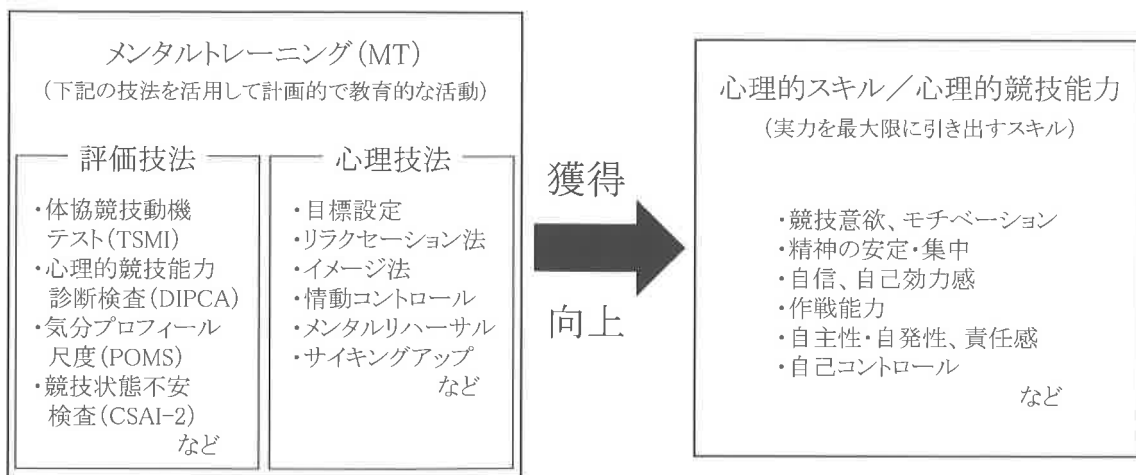 メンタルトレーニング(MT)
(下記の技法を活用して計画的で教育的な活動)
評価技法
・体協競技動機
テスト(TSMI)
・心理的競技能力
診断検査(DIPCA)
・気分プロフィール
尺度(POMS)
・競技状態不安
検査(CSAI-2)
など
心理技法
・目標設定
・リラクセーション法
・イメージ法
・情動コントロール
・メンタルリハーサル
・サイキングアップ
など
獲得
向上
心理的スキル／心理的競技能力
(実力を最大限に引き出すスキル)
・競技意欲、モチベーション
・精神の安定・集中
・自信、自己効力感
・作戦能力
・自主性・自発性、責任感
・自己コントロール
など